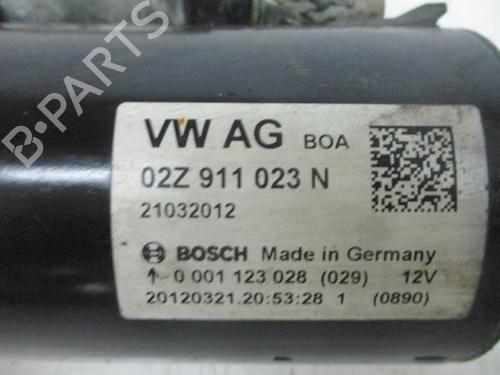 B-PARTS
VW AG BOA
02Z 911 023 N
21032012
BOSCH Made in Germany
↑ 0 001 123 028 (029) 12V
20120321.20:53:28 1 (0890)